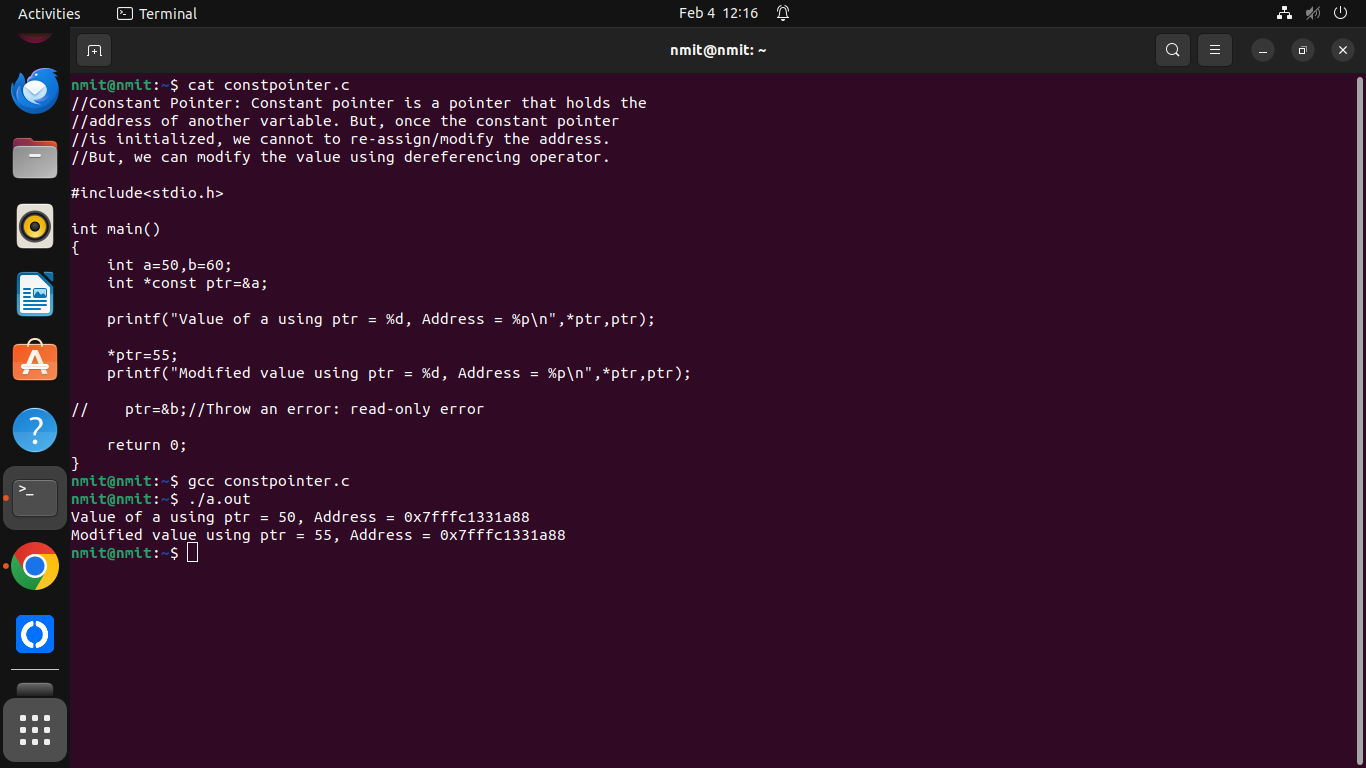 Activities
Terminal
Feb 4 12:16
nmit@nmit: ~
nmit@nmit:~$ cat constpointer.c
//Constant Pointer: Constant pointer is a pointer that holds the
//address of another variable. But, once the constant pointer
//is initialized, we cannot to re-assign/modify the address.
//But, we can modify the value using dereferencing operator.
#include<stdio.h>
int main()
{
    int a=50,b=60;
    int *const ptr=&a;
    printf("Value of a using ptr = %d, Address = %p\n",*ptr,ptr);
    *ptr=55;
    printf("Modified value using ptr = %d, Address = %p\n",*ptr,ptr);
//    ptr=&b;//Throw an error: read-only error
    return 0;
}
nmit@nmit:~$ gcc constpointer.c
nmit@nmit:~$ ./a.out
Value of a using ptr = 50, Address = 0x7fffc1331a88
Modified value using ptr = 55, Address = 0x7fffc1331a88
nmit@nmit:~$